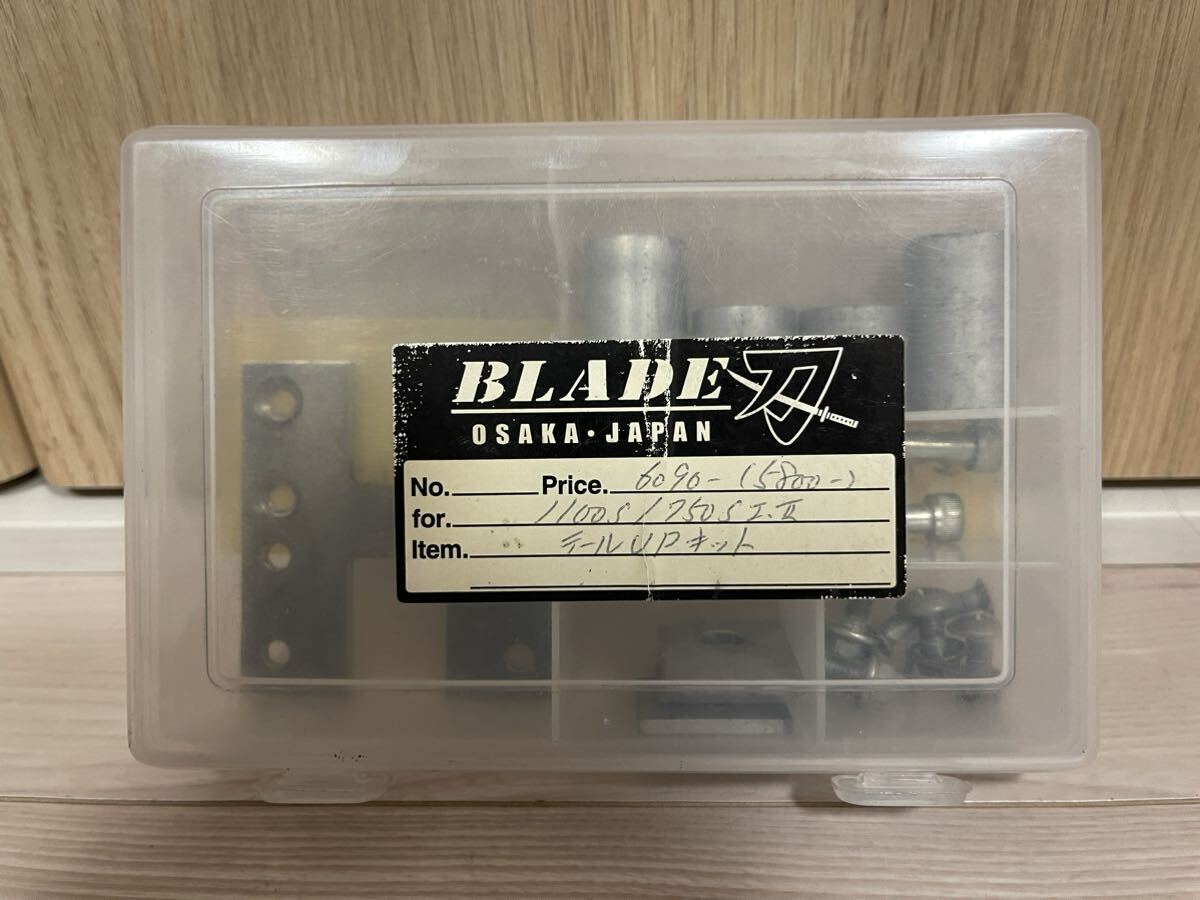 BLADE 刀
OSAKA・JAPAN
No. Price. 6090-(5800-)
for. 1100S/750S I.II
Item. テールUPキット